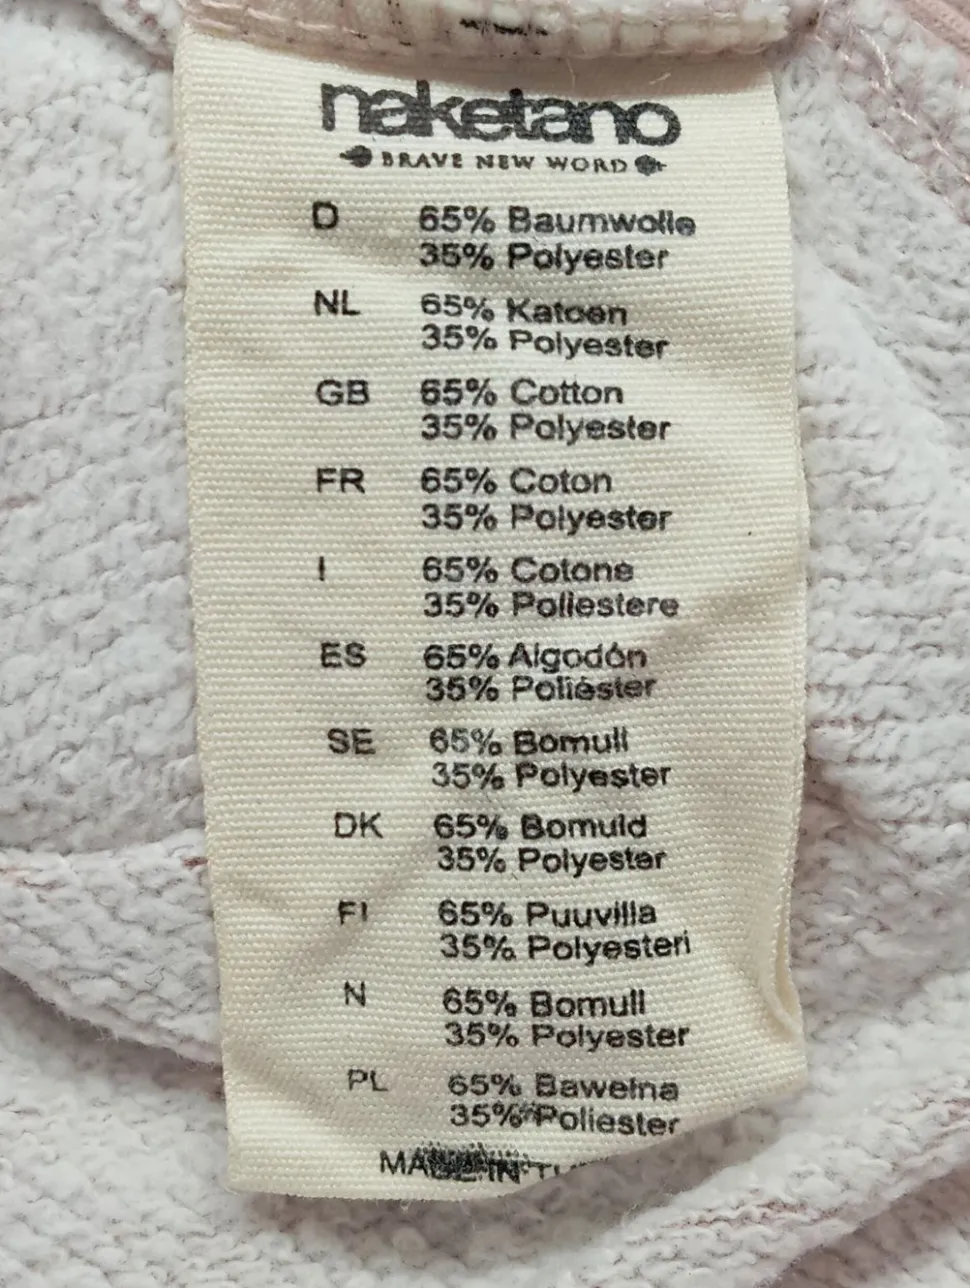 naketano
BRAVE NEW WORD
D 65% Baumwolle
35% Polyester
NL 65% Katoen
35% Polyester
GB 65% Cotton
35% Polyester
FR 65% Coton
35% Polyester
I 65% Cotone
35% Poliestere
ES 65% Algodón
35% Poliéster
SE 65% Bomull
35% Polyester
DK 65% Bomuld
35% Polyester
FI 65% Puuvilla
35% Polyesteri
N 65% Bomull
35% Polyester
PL 65% Bawełna
35% Poliester
MADE IN